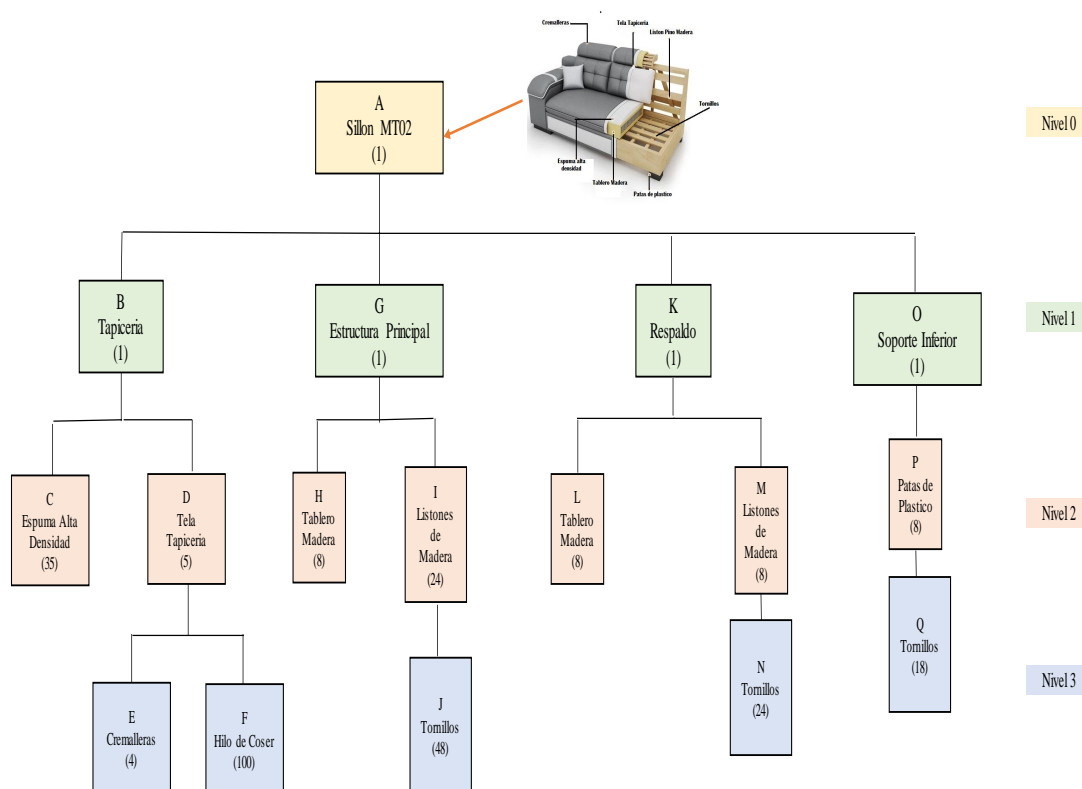 Cremalleras
Tela Tapiceria
Liston Pino Madera
Tornillos
Espuma alta
densidad
Tablero Madera
Patas de plastico
A
Sillon MT02
(1)
Nivel 0
B
Tapiceria
(1)
G
Estructura Principal
(1)
K
Respaldo
(1)
O
Soporte Inferior
(1)
Nivel 1
C
Espuma Alta
Densidad
(35)
D
Tela
Tapiceria
(5)
H
Tablero
Madera
(8)
I
Listones
de
Madera
(24)
L
Tablero
Madera
(8)
M
Listones
de
Madera
(8)
P
Patas de
Plastico
(8)
Nivel 2
E
Cremalleras
(4)
F
Hilo de Coser
(100)
J
Tornillos
(48)
N
Tornillos
(24)
Q
Tornillos
(18)
Nivel 3